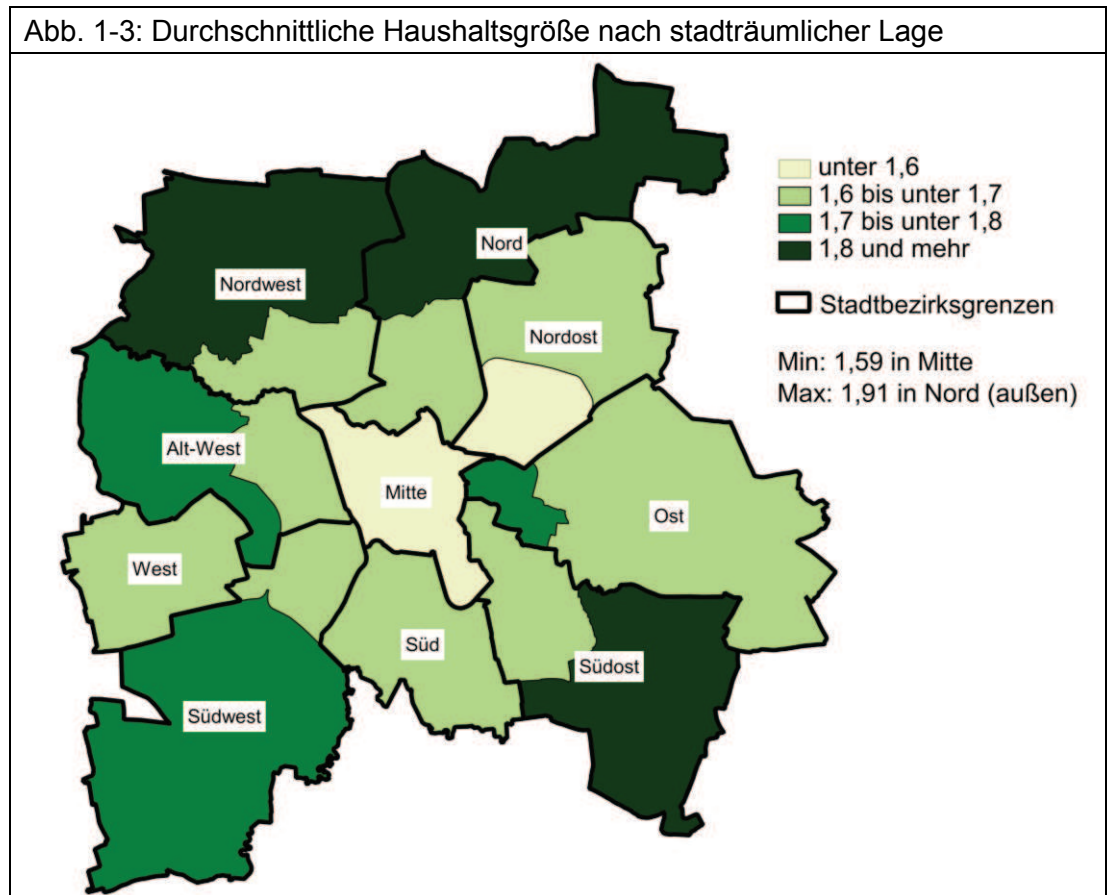 Abb. 1-3: Durchschnittliche Haushaltsgröße nach stadträumlicher Lage
unter 1,6
1,6 bis unter 1,7
1,7 bis unter 1,8
1,8 und mehr
Stadtbezirksgrenzen
Min: 1,59 in Mitte
Max: 1,91 in Nord (außen)
Nord
Nordwest
Nordost
Alt-West
Mitte
Ost
West
Süd
Südost
Südwest